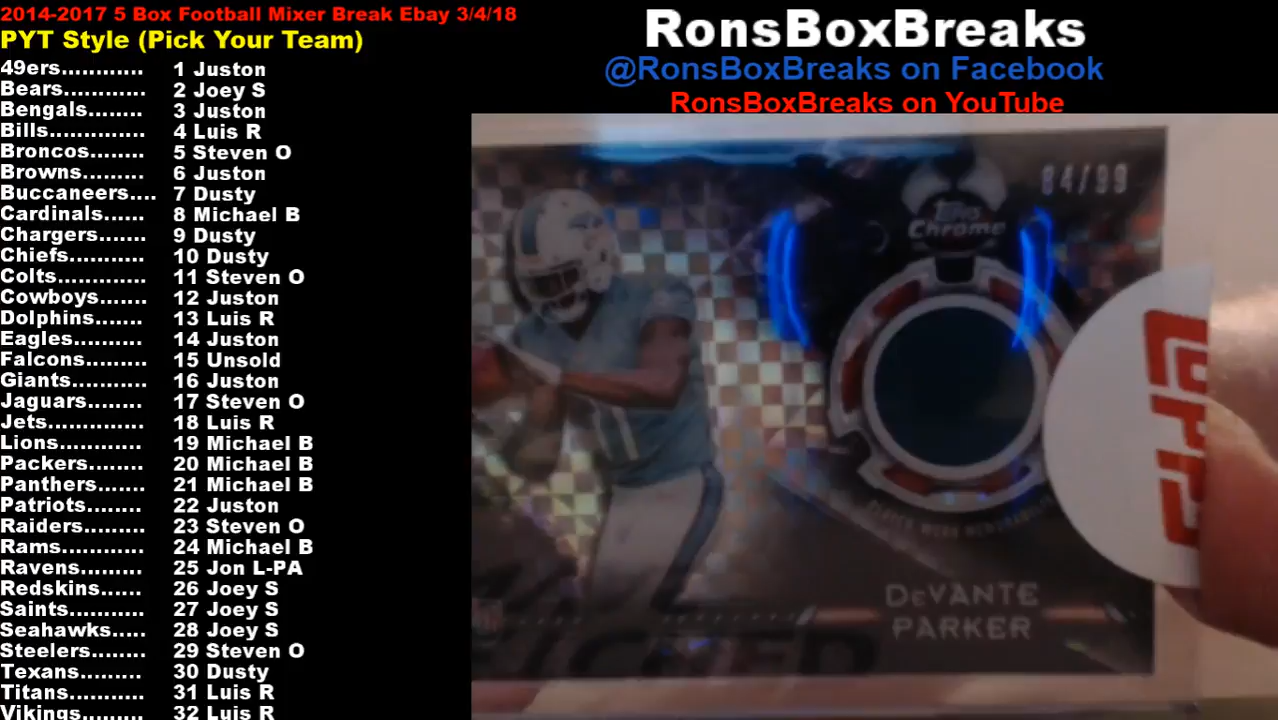 2014-2017 5 Box Football Mixer Break Ebay 3/4/18
PYT Style (Pick Your Team)
49ers............ 1 Juston
Bears............ 2 Joey S
Bengals........ 3 Juston
Bills.............. 4 Luis R
Broncos........ 5 Steven O
Browns......... 6 Juston
Buccaneers.... 7 Dusty
Cardinals...... 8 Michael B
Chargers....... 9 Dusty
Chiefs........... 10 Dusty
Colts............. 11 Steven O
Cowboys....... 12 Juston
Dolphins....... 13 Luis R
Eagles........... 14 Juston
Falcons......... 15 Unsold
Giants........... 16 Juston
Jaguars........ 17 Steven O
Jets.............. 18 Luis R
Lions............ 19 Michael B
Packers........ 20 Michael B
Panthers....... 21 Michael B
Patriots........ 22 Juston
Raiders......... 23 Steven O
Rams............ 24 Michael B
Ravens......... 25 Jon L-PA
Redskins...... 26 Joey S
Saints........... 27 Joey S
Seahawks..... 28 Joey S
Steelers........ 29 Steven O
Texans......... 30 Dusty
Titans........... 31 Luis R
Vikings......... 32 Luis R
RonsBoxBreaks
@RonsBoxBreaks on Facebook
RonsBoxBreaks on YouTube
84/99
Topps
Chrome
DeVANTE
PARKER